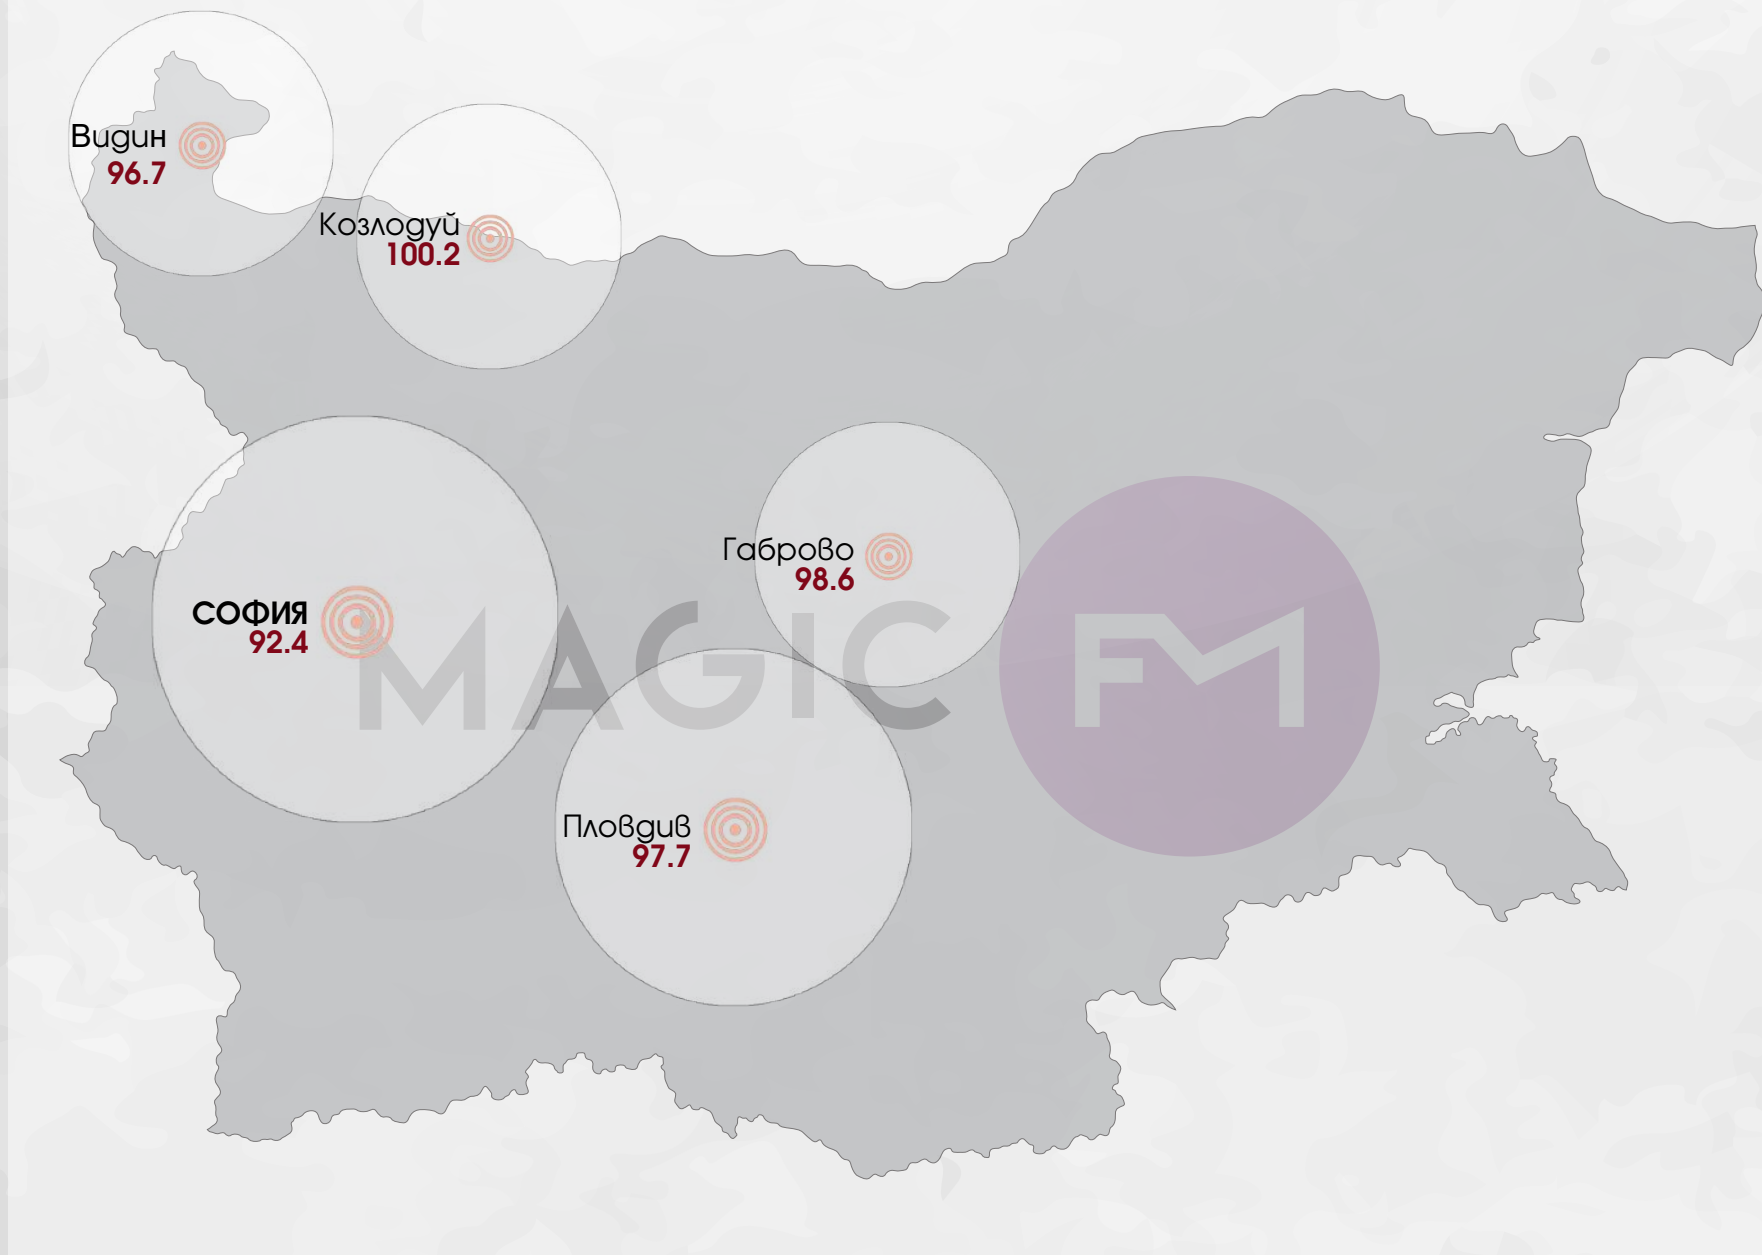 Видин
96.7
Козлодуй
100.2
Габрово
98.6
СОФИЯ
92.4
MAGIC FM
Пловдив
97.7